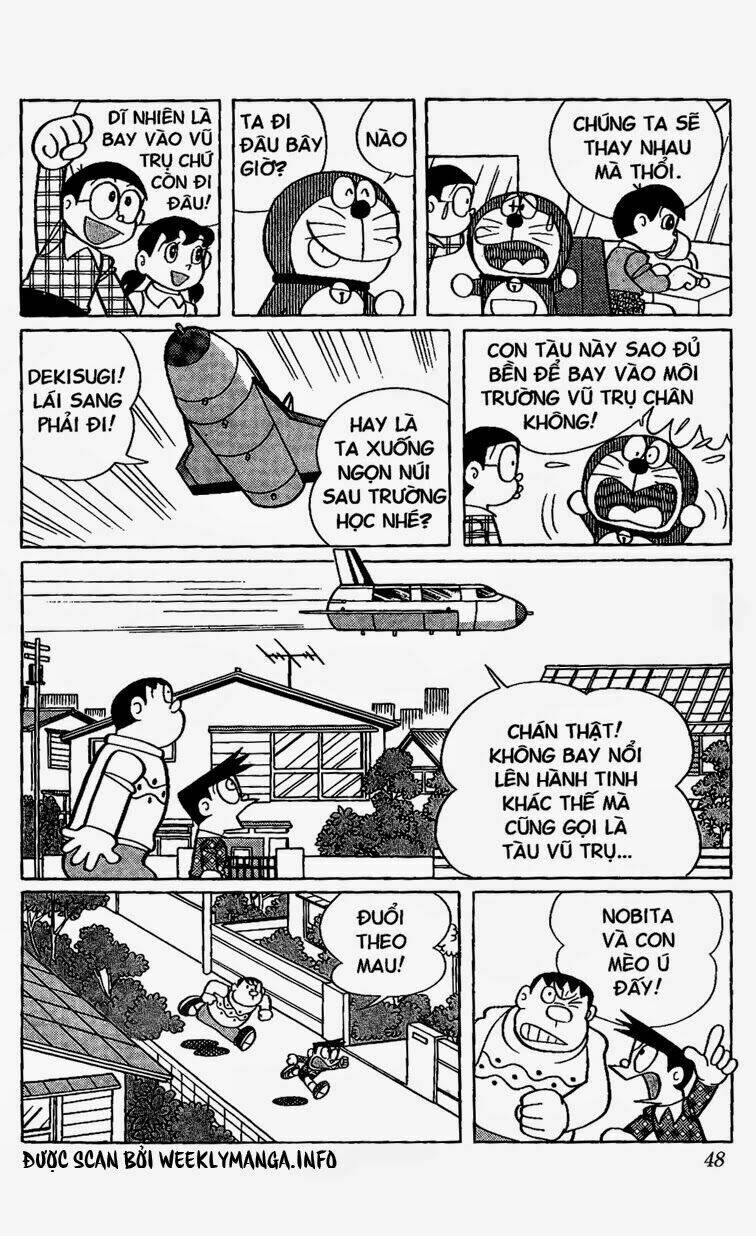 CHÚNG TA SẼ
THAY NHAU
MÀ THỔI.
NÀO
TA ĐI
ĐÂU BÂY
GIỜ?
DĨ NHIÊN LÀ
BAY VÀO VŨ
TRỤ CHỨ
CÒN ĐI
ĐÂU!
CON TÀU NÀY SAO ĐỦ
BỀN ĐỂ BAY VÀO MÔI
TRƯỜNG VŨ TRỤ CHÂN
KHÔNG!
HAY LÀ
TA XUỐNG
NGỌN NÚI
SAU TRƯỜNG
HỌC NHÉ?
DEKISUGI!
LÁI SANG
PHẢI ĐI!
CHÁN THẬT!
KHÔNG BAY NỔI
LÊN HÀNH TINH
KHÁC THẾ MÀ
CŨNG GỌI LÀ
TÀU VŨ TRỤ...
NOBITA
VÀ CON
MÈO Ú
ĐẤY!
ĐUỔI
THEO
MAU!
ĐƯỢC SCAN BỞI WEEKLYMANGA.INFO
48